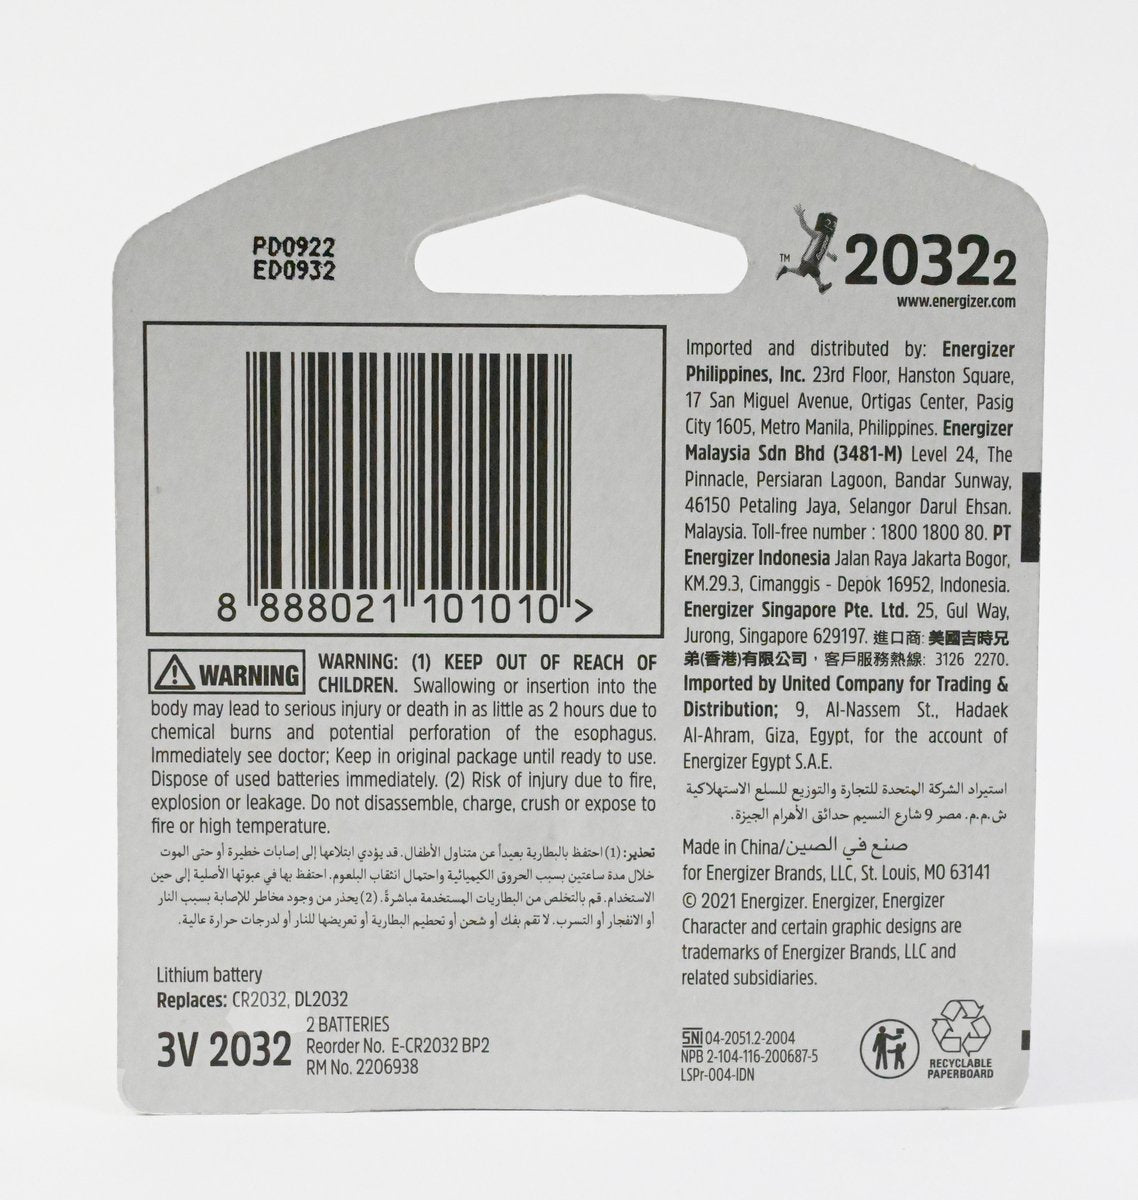 PD0922
ED0932
TM
20322
www.energizer.com
8 888021 101010 >
WARNING
WARNING: (1) KEEP OUT OF REACH OF
CHILDREN. Swallowing or insertion into the
body may lead to serious injury or death in as little as 2 hours due to
chemical burns and potential perforation of the esophagus.
Immediately see doctor; Keep in original package until ready to use.
Dispose of used batteries immediately. (2) Risk of injury due to fire,
explosion or leakage. Do not disassemble, charge, crush or expose to
fire or high temperature.
تحذير: (1) احتفظ بالبطارية بعيداً عن متناول الأطفال. قد يؤدي ابتلاعها إلى إصابات خطيرة أو حتى الموت
خلال مدة ساعتين بسبب الحروق الكيميائية واحتمال انثقاب البلعوم. احتفظ بها في عبوتها الأصلية إلى حين
الاستخدام. قم بالتخلص من البطاريات المستخدمة مباشرةً. (2) يحذر من وجود مخاطر للإصابة بسبب النار
أو الانفجار أو التسرب. لا تقم بفك أو شحن أو تحطيم البطارية أو تعريضها للنار أو لدرجات حرارة عالية.
Lithium battery
Replaces: CR2032, DL2032
3V 2032
2 BATTERIES
Reorder No. E-CR2032 BP2
RM No. 2206938
Imported and distributed by: Energizer
Philippines, Inc. 23rd Floor, Hanston Square,
17 San Miguel Avenue, Ortigas Center, Pasig
City 1605, Metro Manila, Philippines. Energizer
Malaysia Sdn Bhd (3481-M) Level 24, The
Pinnacle, Persiaran Lagoon, Bandar Sunway,
46150 Petaling Jaya, Selangor Darul Ehsan.
Malaysia. Toll-free number : 1800 1800 80. PT
Energizer Indonesia Jalan Raya Jakarta Bogor,
KM.29.3, Cimanggis - Depok 16952, Indonesia.
Energizer Singapore Pte. Ltd. 25, Gul Way,
Jurong, Singapore 629197. 進口商: 美國吉時兄
弟(香港)有限公司，客戶服務熱線: 3126 2270.
Imported by United Company for Trading &
Distribution; 9, Al-Nassem St., Hadaek
Al-Ahram, Giza, Egypt, for the account of
Energizer Egypt S.A.E.
استيراد الشركة المتحدة للتجارة والتوزيع للسلع الاستهلاكية
ش.م.م. مصر 9 شارع النسيم حدائق الأهرام الجيزة.
Made in China/صنع في الصين
for Energizer Brands, LLC, St. Louis, MO 63141
© 2021 Energizer. Energizer, Energizer
Character and certain graphic designs are
trademarks of Energizer Brands, LLC and
related subsidiaries.
SNI 04-2051.2-2004
NPB 2-104-116-200687-5
LSPr-004-IDN
RECYCLABLE
PAPERBOARD